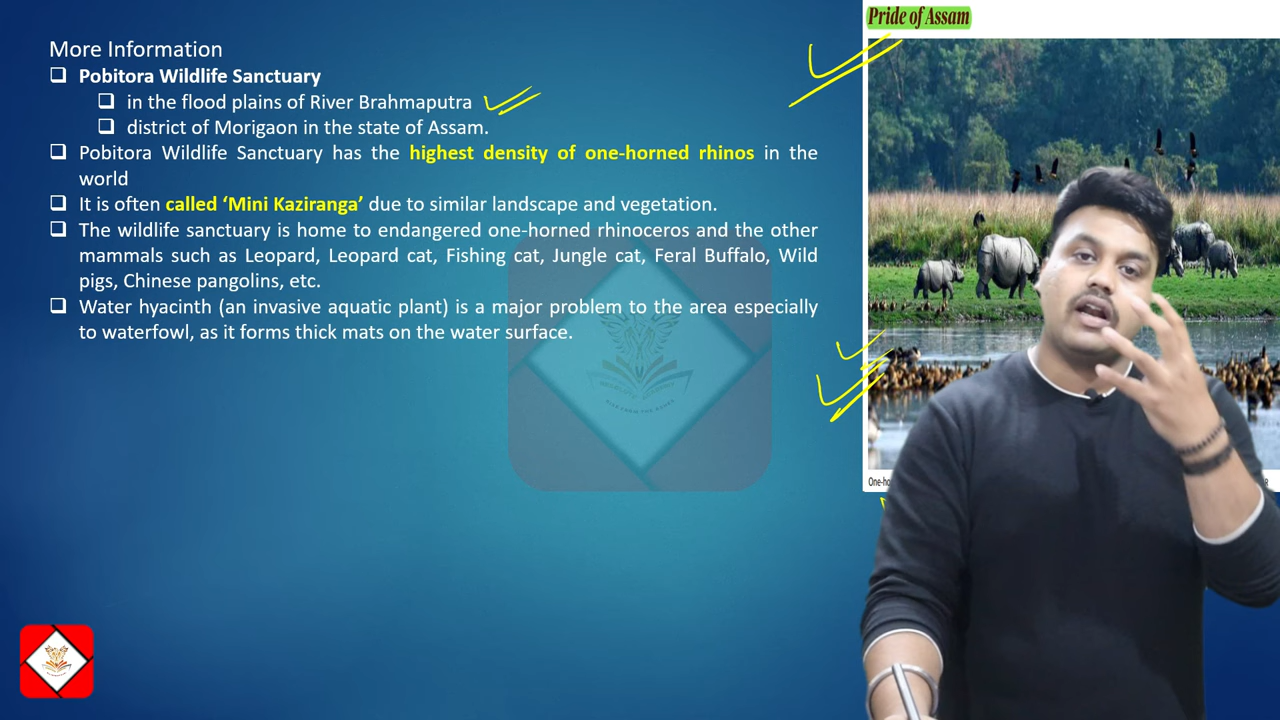 Pride of Assam
More Information
Pobitora Wildlife Sanctuary
in the flood plains of River Brahmaputra
district of Morigaon in the state of Assam.
Pobitora Wildlife Sanctuary has the highest density of one-horned rhinos in the
world
It is often called ‘Mini Kaziranga’ due to similar landscape and vegetation.
The wildlife sanctuary is home to endangered one-horned rhinoceros and the other
mammals such as Leopard, Leopard cat, Fishing cat, Jungle cat, Feral Buffalo, Wild
pigs, Chinese pangolins, etc.
Water hyacinth (an invasive aquatic plant) is a major problem to the area especially
to waterfowl, as it forms thick mats on the water surface.